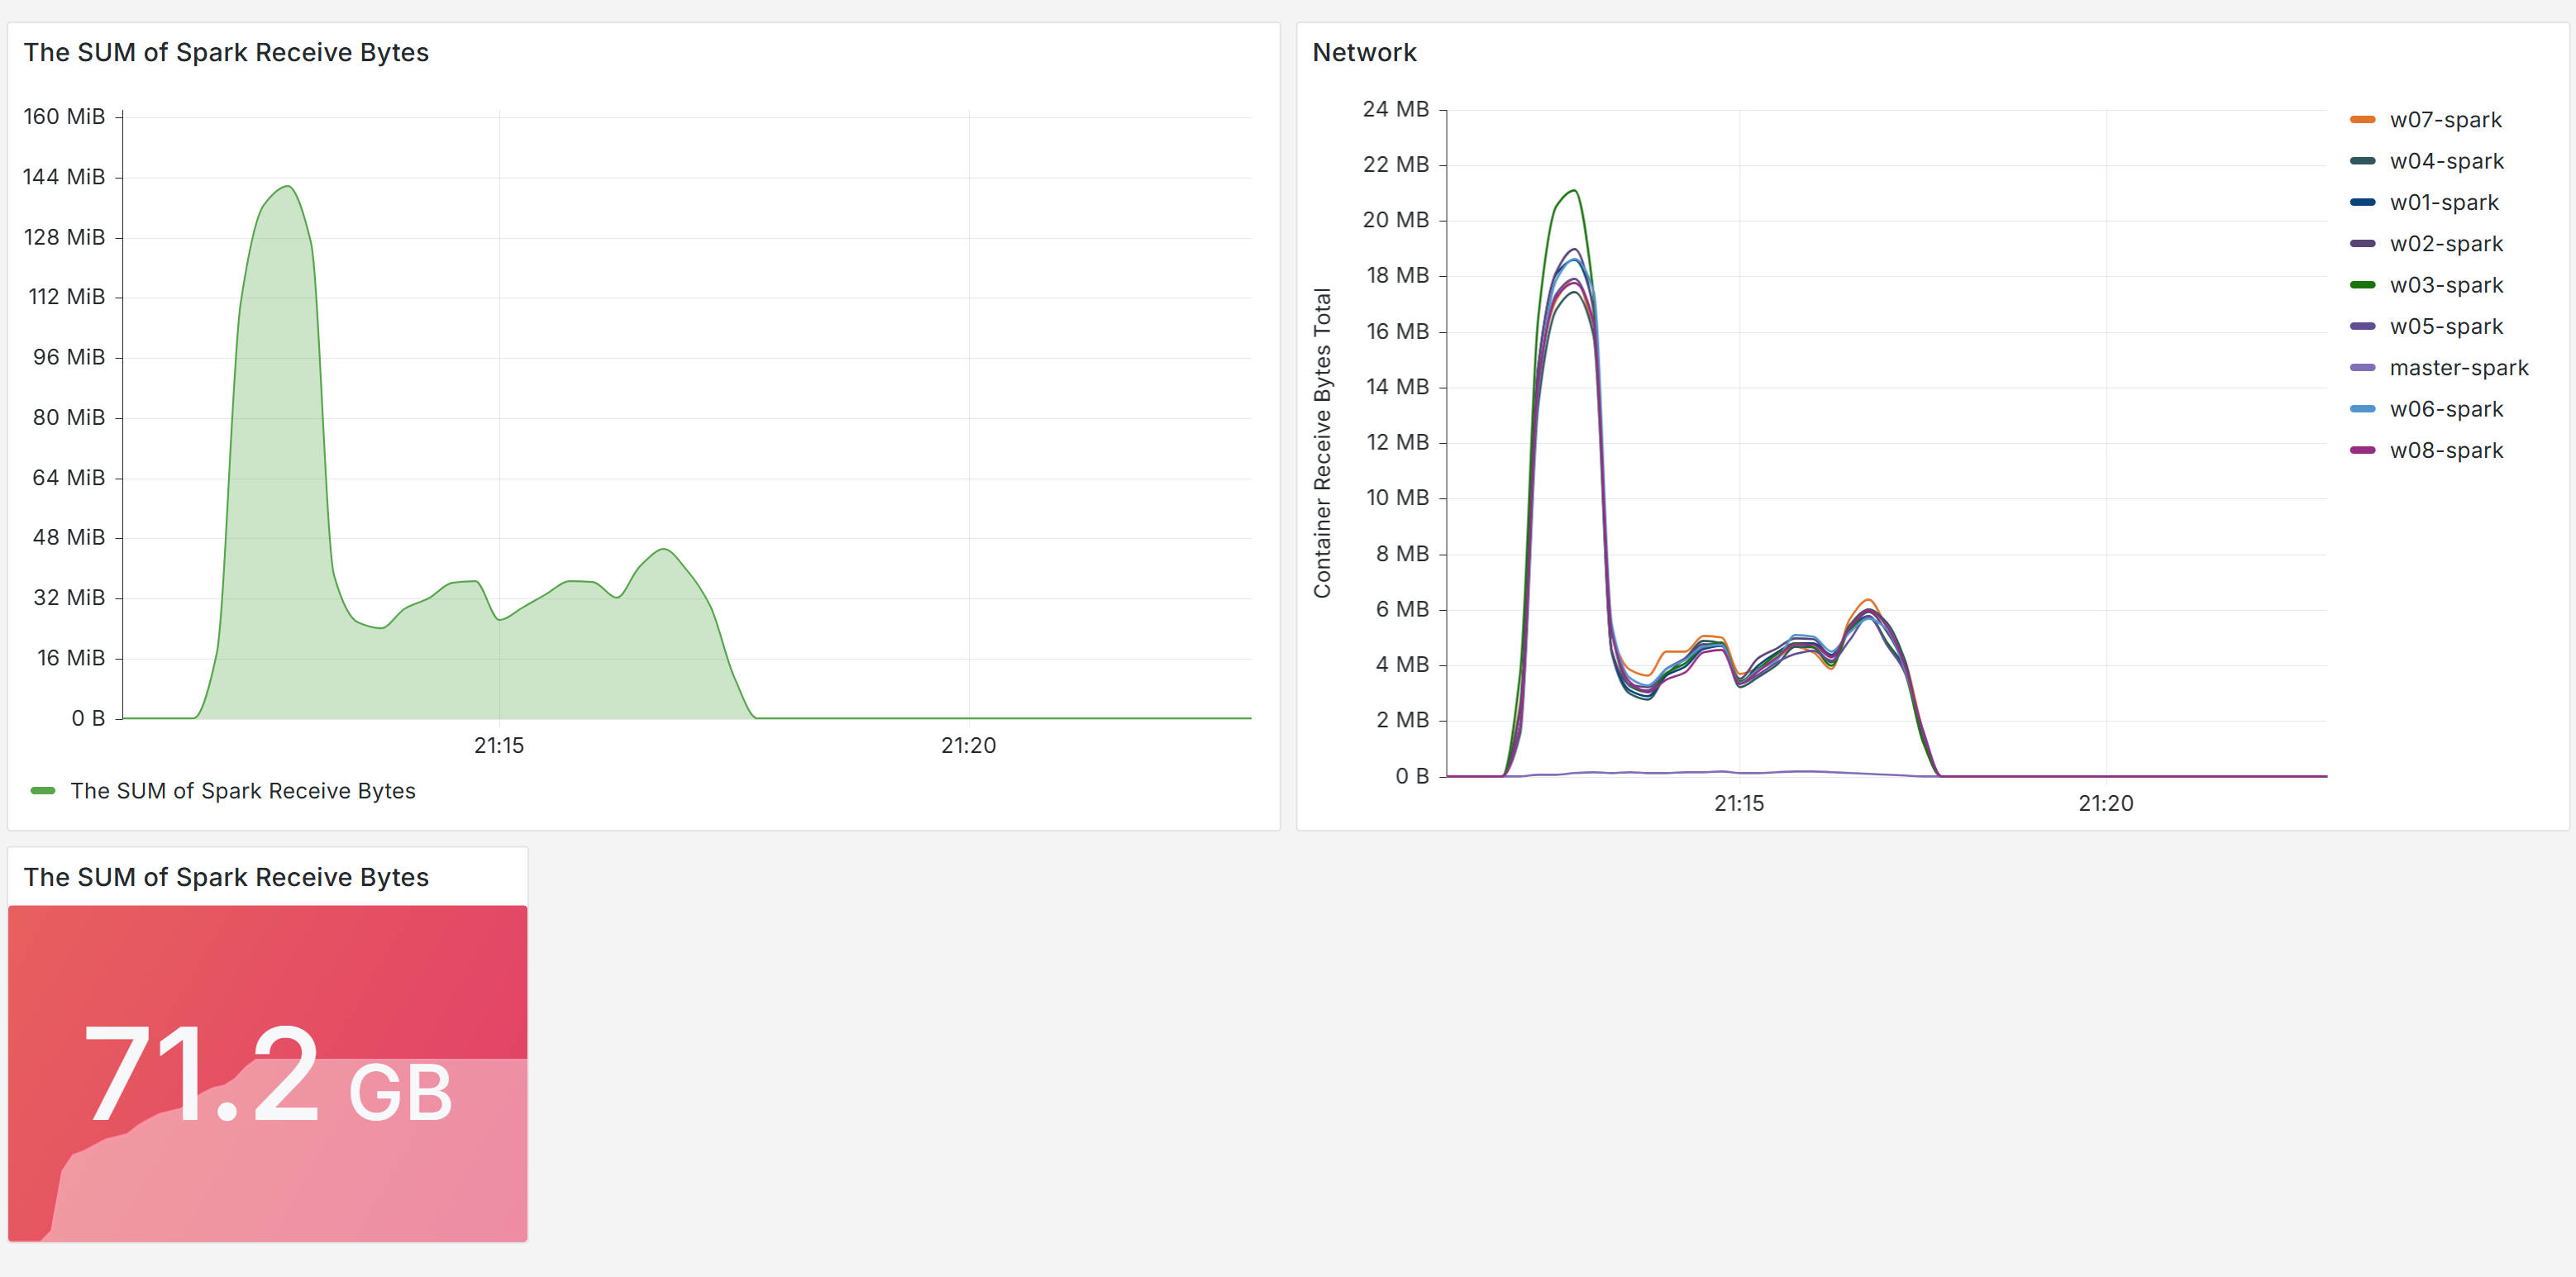 The SUM of Spark Receive Bytes
160 MiB
144 MiB
128 MiB
112 MiB
96 MiB
80 MiB
64 MiB
48 MiB
32 MiB
16 MiB
0 B
21:15
21:20
The SUM of Spark Receive Bytes
Network
Container Receive Bytes Total
24 MB
22 MB
20 MB
18 MB
16 MB
14 MB
12 MB
10 MB
8 MB
6 MB
4 MB
2 MB
0 B
21:15
21:20
w07-spark
w04-spark
w01-spark
w02-spark
w03-spark
w05-spark
master-spark
w06-spark
w08-spark
The SUM of Spark Receive Bytes
71.2 GB